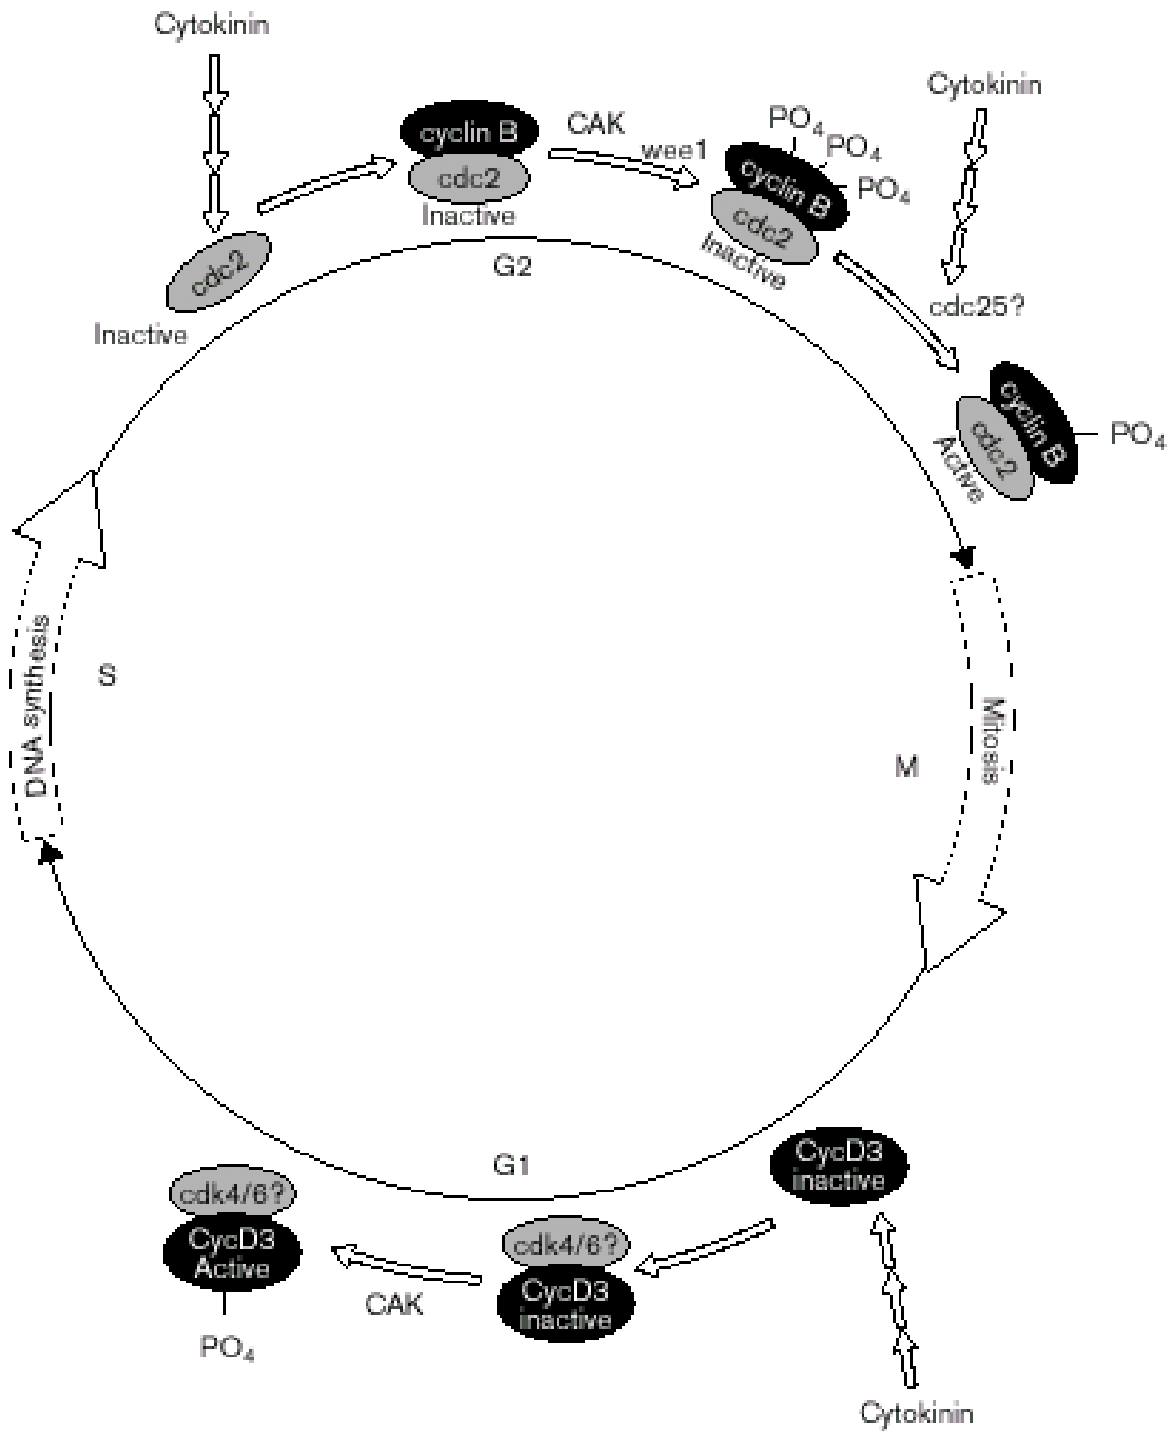 Cytokinin
Cytokinin
cyclin B
cdc2
Inactive
CAK
wee1
PO4
PO4
PO4
cyclin B
cdc2
Inactive
cdc2
Inactive
G2
cdc25?
cyclin B
cdc2
Active
PO4
DNA synthesis
S
M
Mitosis
G1
CycD3
inactive
cdk4/6?
CycD3
Active
PO4
CAK
cdk4/6?
CycD3
inactive
Cytokinin